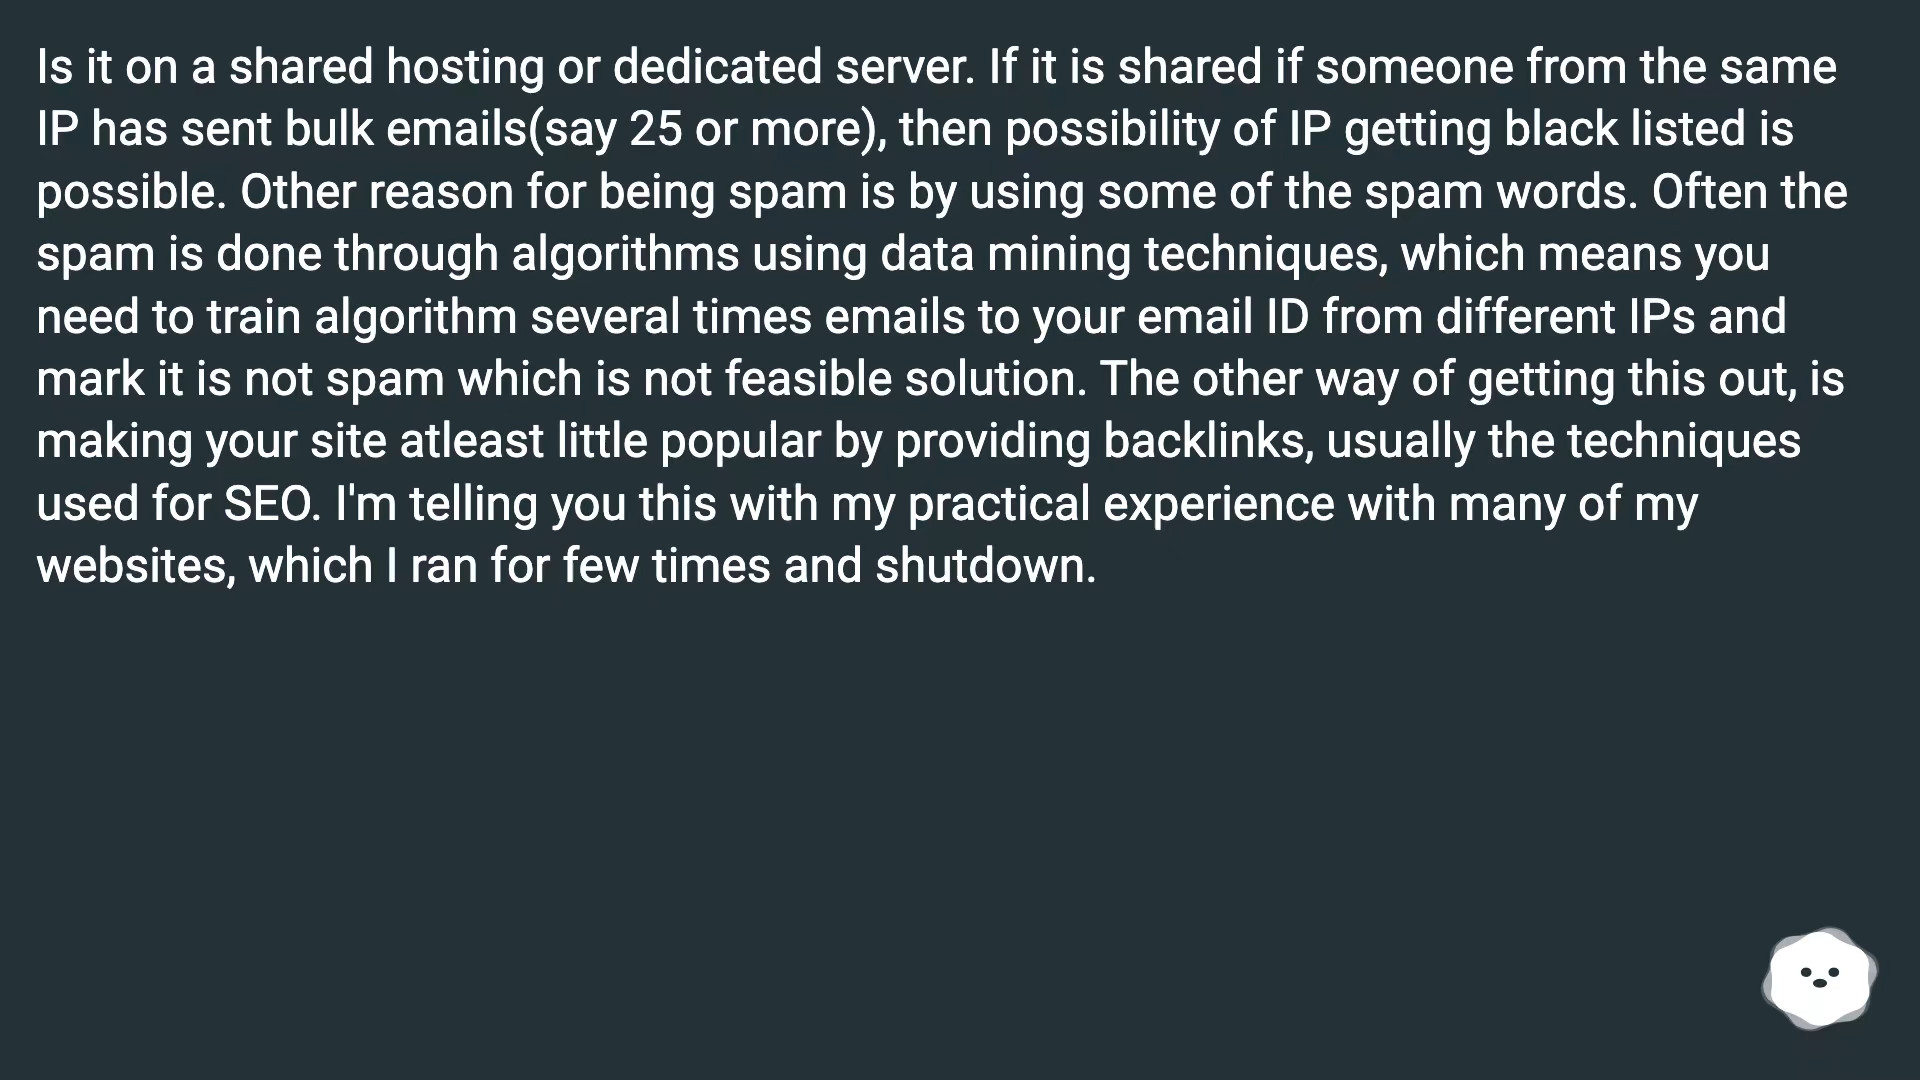 Is it on a shared hosting or dedicated server. If it is shared if someone from the same
IP has sent bulk emails(say 25 or more), then possibility of IP getting black listed is
possible. Other reason for being spam is by using some of the spam words. Often the
spam is done through algorithms using data mining techniques, which means you
need to train algorithm several times emails to your email ID from different IPs and
mark it is not spam which is not feasible solution. The other way of getting this out, is
making your site atleast little popular by providing backlinks, usually the techniques
used for SEO. I'm telling you this with my practical experience with many of my
websites, which I ran for few times and shutdown.